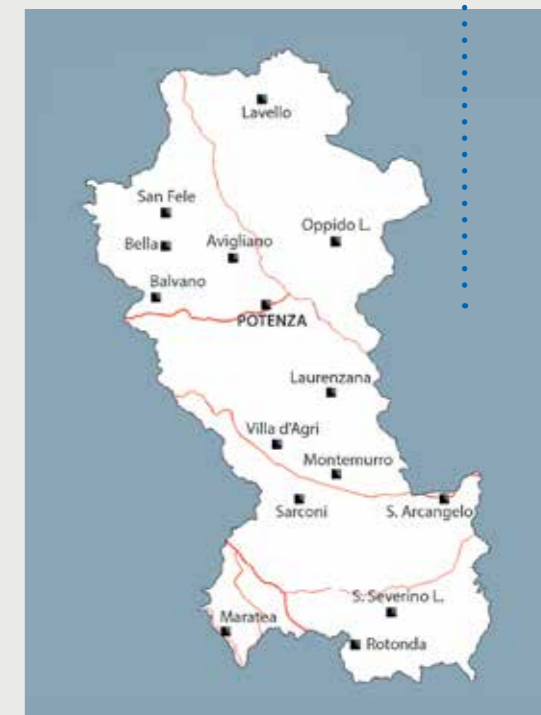 Lavello
San Fele
Oppido L.
Bella
Avigliano
Balvano
POTENZA
Laurenzana
Villa d'Agri
Montemurro
Sarconi
S. Arcangelo
S. Severino L.
Maratea
Rotonda